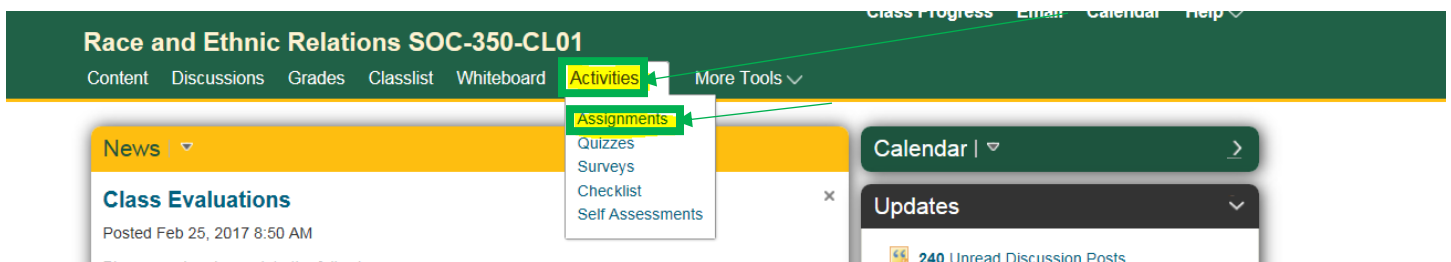 Class Progress Email Calendar Help
Race and Ethnic Relations SOC-350-CL01
Content Discussions Grades Classlist Whiteboard Activities More Tools
Assignments
Quizzes
Surveys
Checklist
Self Assessments
News
Class Evaluations
Posted Feb 25, 2017 8:50 AM
Calendar
Updates
240 Unread Discussion Posts